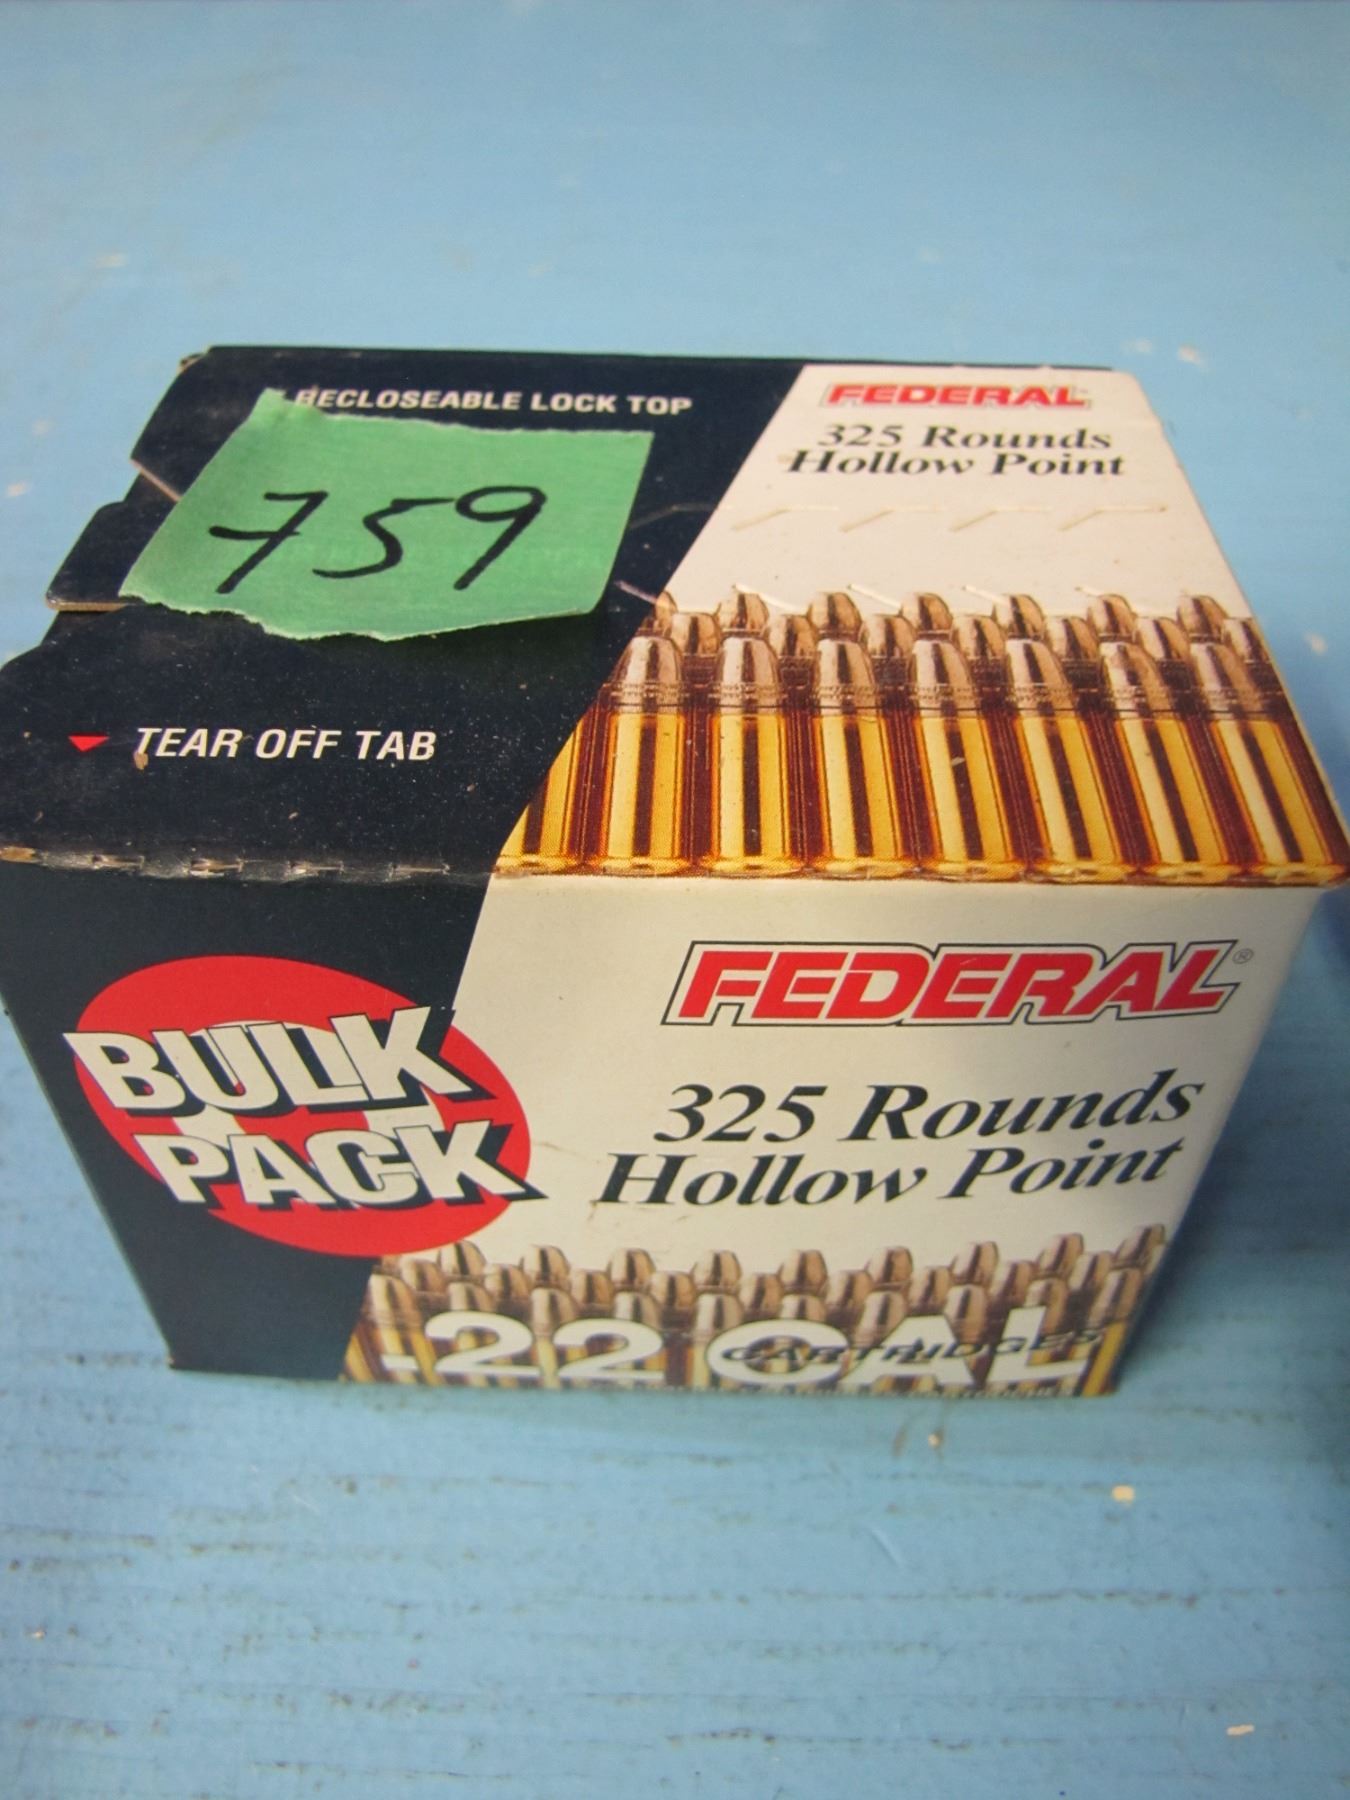 RECLOSEABLE LOCK TOP
759
TEAR OFF TAB
FEDERAL
325 Rounds
Hollow Point
BULK
PACK
FEDERAL®
325 Rounds
Hollow Point
.22 CAL
CARTRIDGES